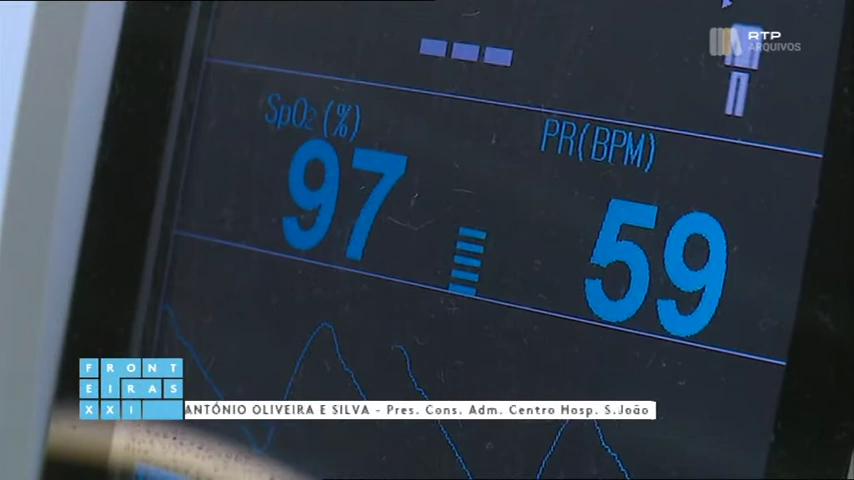 RTP
ARQUIVOS
SpO2 (%)
PR(BPM)
97
59
FRONT
EIRAS
XXI
ANTÓNIO OLIVEIRA E SILVA - Pres. Cons. Adm. Centro Hosp. S.João